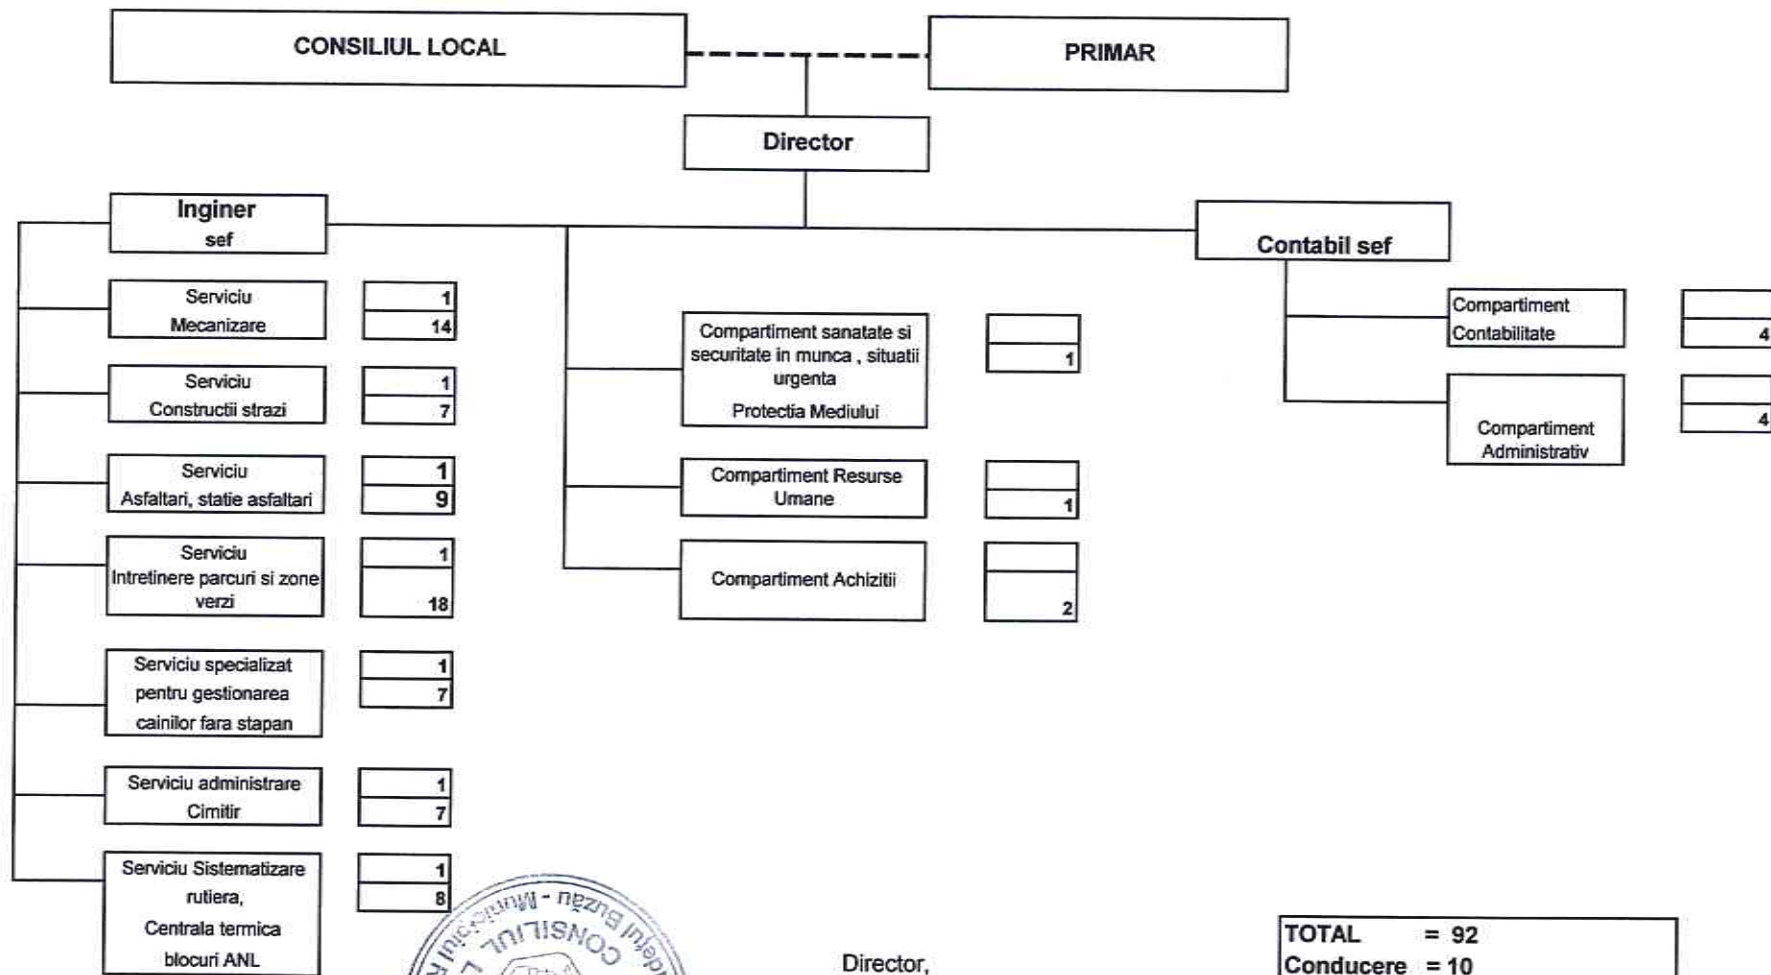 CONSILIUL LOCAL
PRIMAR
Director
Inginer
sef
Contabil sef
Serviciu
Mecanizare
1
14
Serviciu
Constructii strazi
1
7
Serviciu
Asfaltari, statie asfaltari
1
9
Serviciu
Intretinere parcuri si zone
verzi
1
18
Serviciu specializat
pentru gestionarea
cainilor fara stapan
1
7
Serviciu administrare
Cimitir
1
7
Serviciu Sistematizare
rutiera,
Centrala termica
blocuri ANL
1
8
Compartiment sanatate si
securitate in munca , situatii
urgenta
Protectia Mediului
1
Compartiment Resurse
Umane
1
Compartiment Achizitii
2
Compartiment
Contabilitate
4
Compartiment
Administrativ
4
Buzău - Municipiul
CONSILIUL
Director,
TOTAL = 92
Conducere = 10